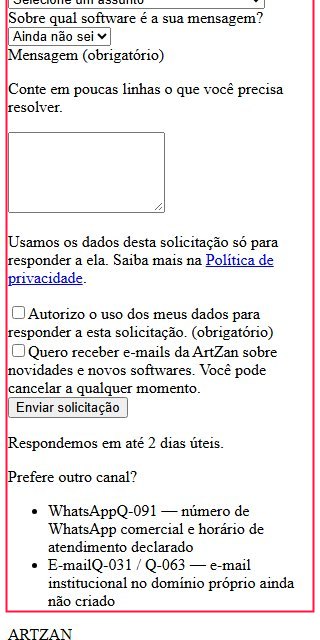 Selecione um assunto
Sobre qual software é a sua mensagem?
Ainda não sei
Mensagem (obrigatório)
Conte em poucas linhas o que você precisa
resolver.
Usamos os dados desta solicitação só para
responder a ela. Saiba mais na Política de
privacidade.
Autorizo o uso dos meus dados para
responder a esta solicitação. (obrigatório)
Quero receber e-mails da ArtZan sobre
novidades e novos softwares. Você pode
cancelar a qualquer momento.
Enviar solicitação
Respondemos em até 2 dias úteis.
Prefere outro canal?
WhatsAppQ-091 — número de
WhatsApp comercial e horário de
atendimento declarado
E-mailQ-031 / Q-063 — e-mail
institucional no domínio próprio ainda
não criado
ARTZAN